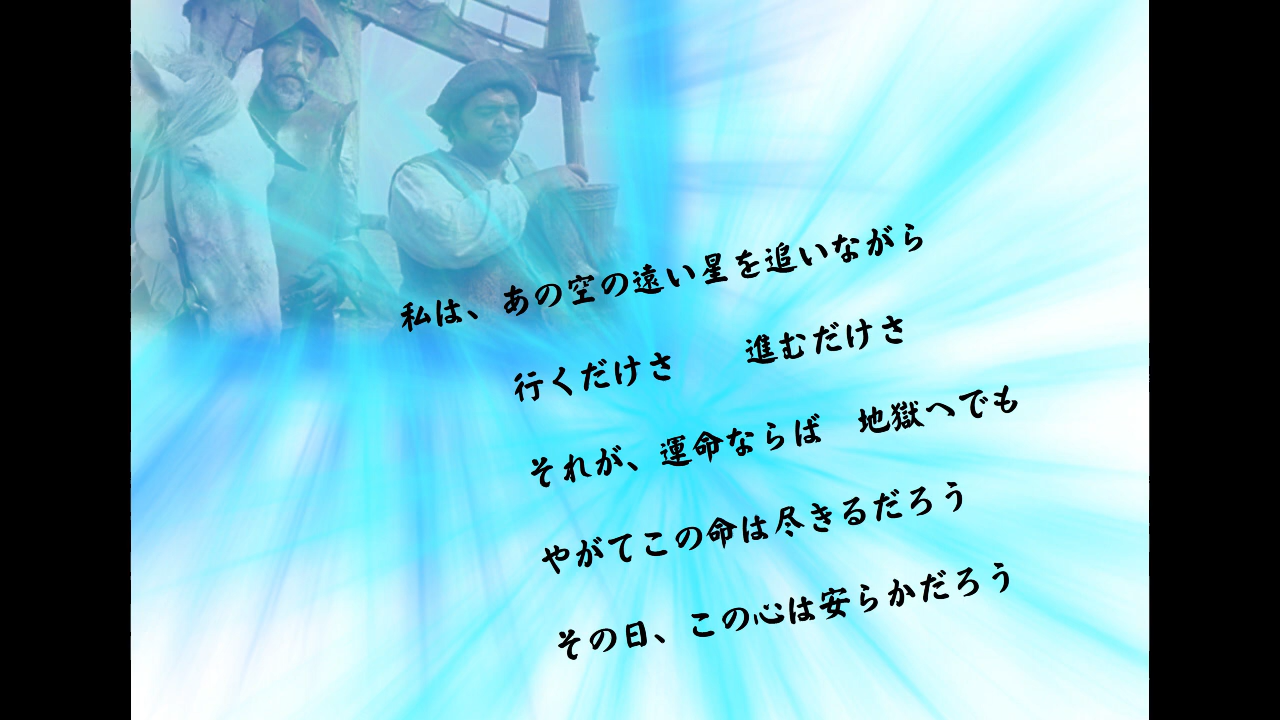 私は、あの空の遠い星を追いながら
行くだけさ　　進むだけさ
それが、運命ならば　地獄へでも
やがてこの命は尽きるだろう
その日、この心は安らかだろう